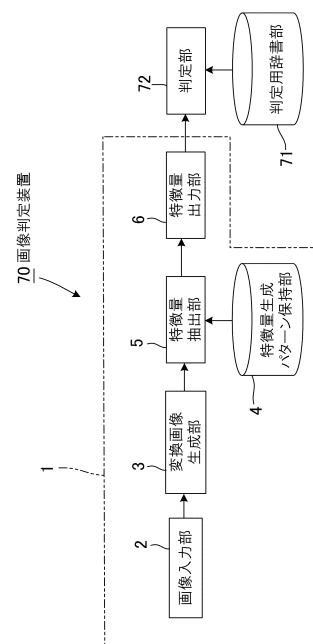 70 画像判定装置
1
2
画像入力部
3
変換画像
生成部
5
特徴量
抽出部
6
特徴量
出力部
72
判定部
4
特徴量生成
パターン保持部
71
判定用辞書部